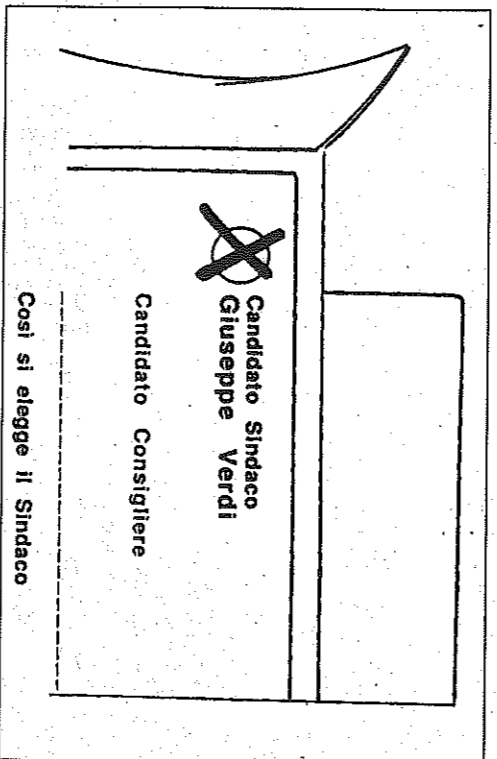 Candidato Sindaco
Giuseppe Verdi
Candidato Consigliere
Così si elegge il Sindaco